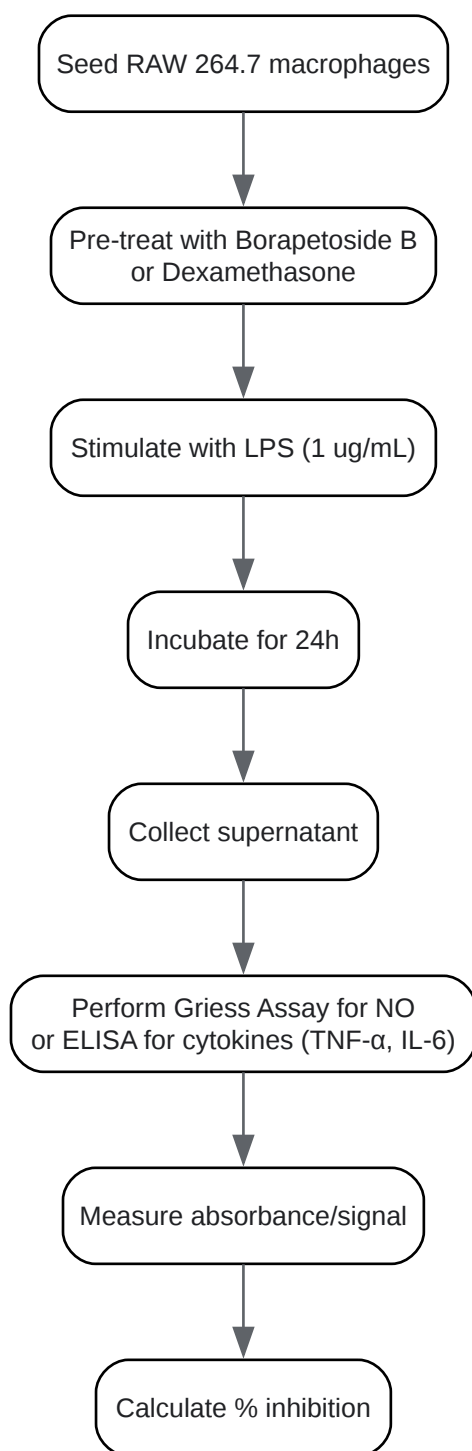 Seed RAW 264.7 macrophages
Pre-treat with Borapetoside B
or Dexamethasone
Stimulate with LPS (1 ug/mL)
Incubate for 24h
Collect supernatant
Perform Griess Assay for NO
or ELISA for cytokines (TNF-α, IL-6)
Measure absorbance/signal
Calculate % inhibition